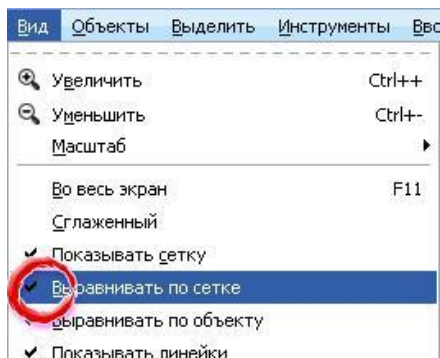 Вид Объекты Выделить Инструменты Ввс
Увеличить Ctrl++
Уменьшить Ctrl+-
Масштаб
Во весь экран F11
Сглаженный
Показывать сетку
Выравнивать по сетке
Выравнивать по объекту
Показывать линейки